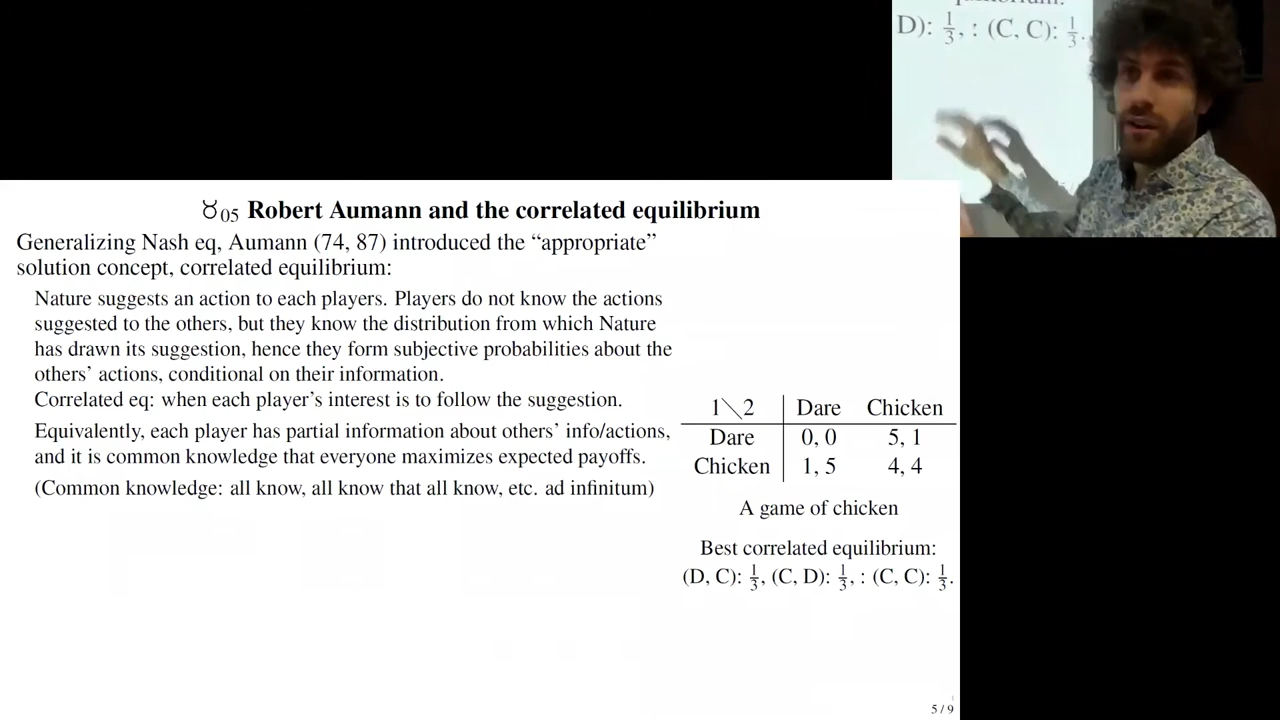 D): 1/3, : (C, C): 1/3.
♉05 Robert Aumann and the correlated equilibrium
Generalizing Nash eq, Aumann (74, 87) introduced the “appropriate”
solution concept, correlated equilibrium:
Nature suggests an action to each players. Players do not know the actions
suggested to the others, but they know the distribution from which Nature
has drawn its suggestion, hence they form subjective probabilities about the
others’ actions, conditional on their information.
Correlated eq: when each player’s interest is to follow the suggestion.
Equivalently, each player has partial information about others’ info/actions,
and it is common knowledge that everyone maximizes expected payoffs.
(Common knowledge: all know, all know that all know, etc. ad infinitum)
1╲2 Dare Chicken
Dare 0, 0 5, 1
Chicken 1, 5 4, 4
A game of chicken
Best correlated equilibrium:
(D, C): 1/3, (C, D): 1/3, : (C, C): 1/3.
5 / 9